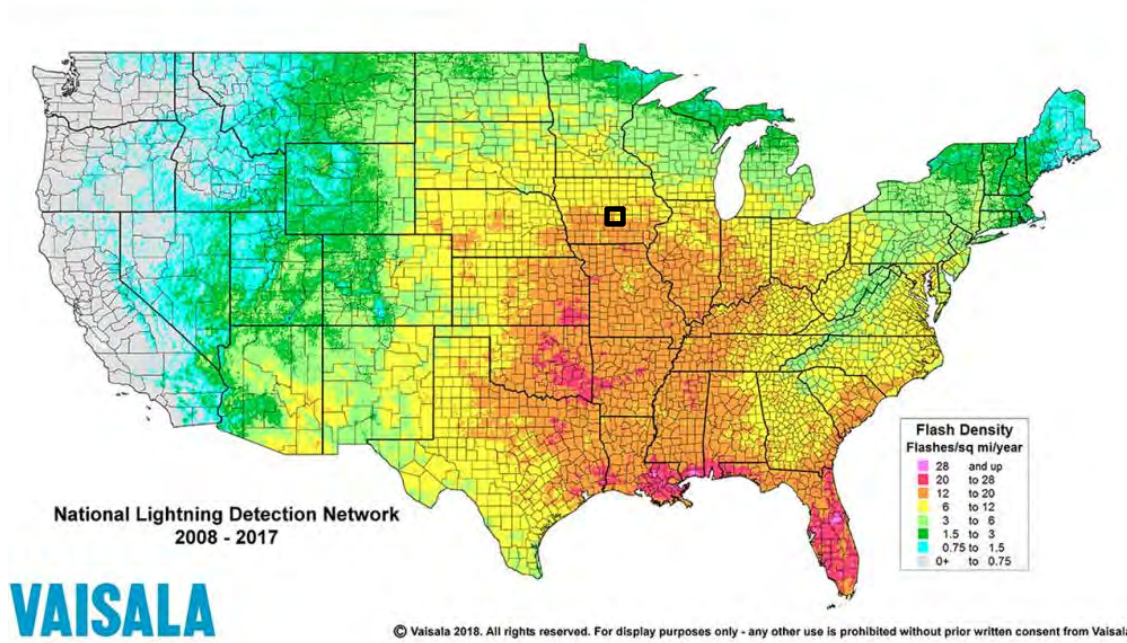 Flash Density
Flashes/sq mi/year
28 and up
20 to 28
12 to 20
6 to 12
3 to 6
1.5 to 3
0.75 to 1.5
0+ to 0.75
National Lightning Detection Network
2008 - 2017
VAISALA
© Vaisala 2018. All rights reserved. For display purposes only - any other use is prohibited without prior written consent from Vaisal